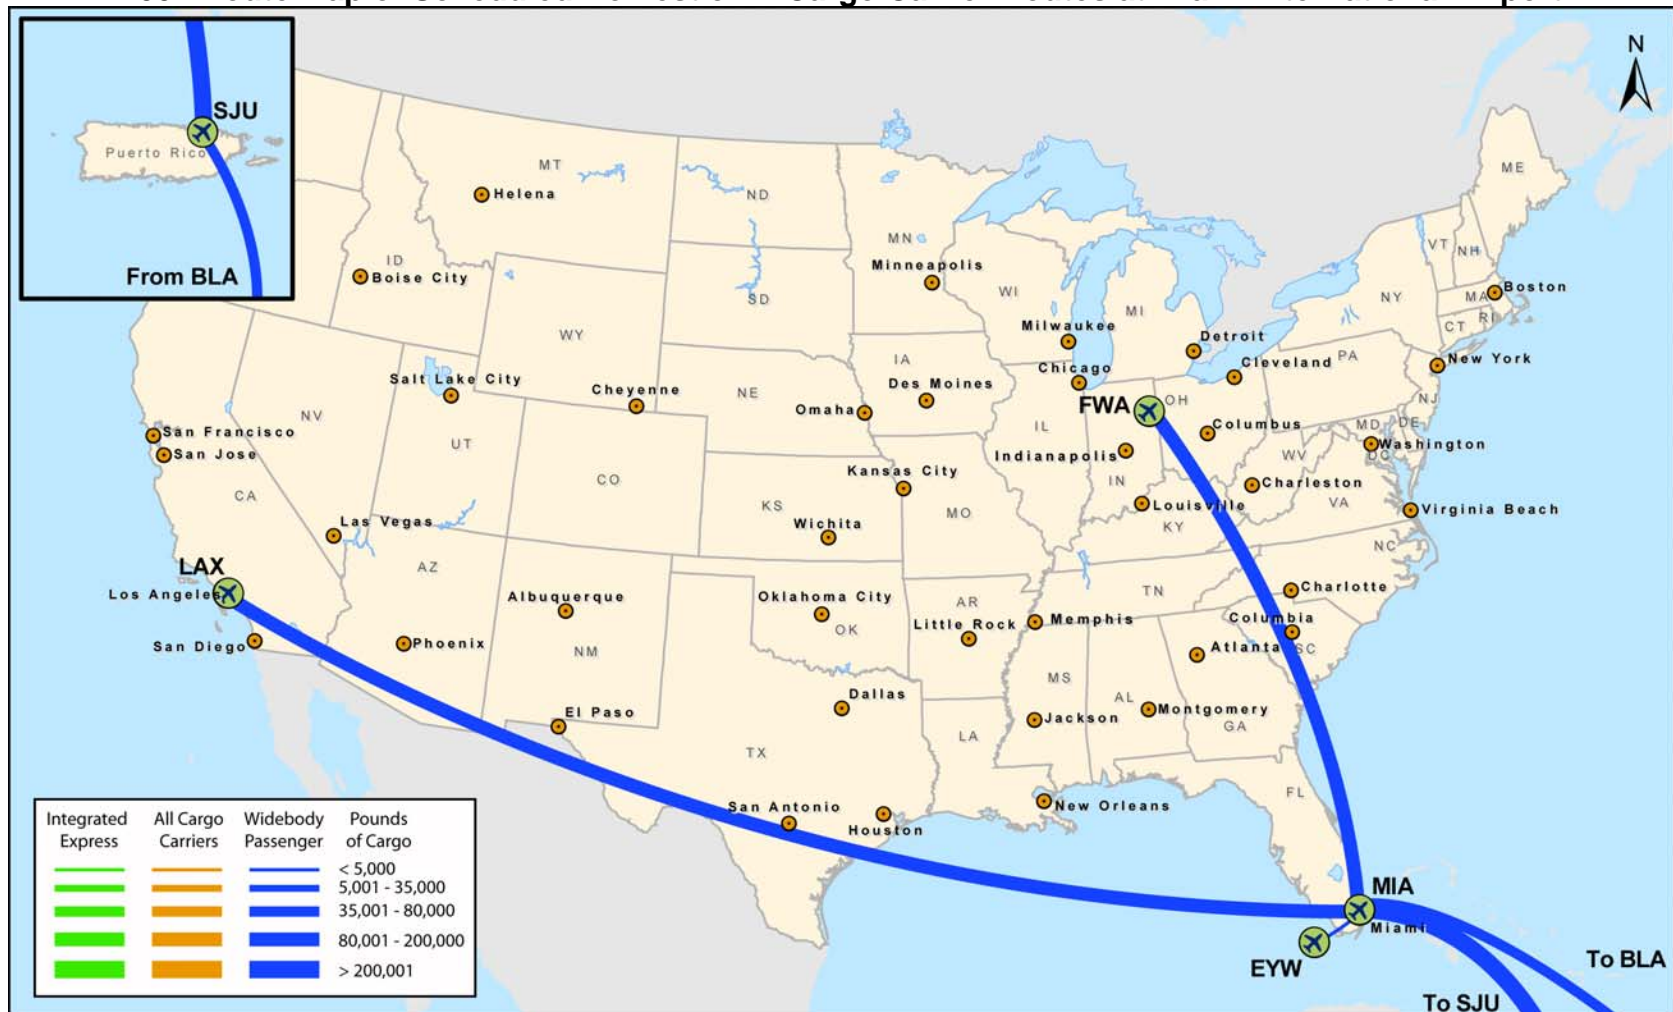 N
SJU
Puerto Rico
From BLA
ME
MT
Helena
ND
MN
VT
NH
ID
Boise City
Minneapolis
WI
MI
NY
MA
Boston
SD
CT
RI
WY
Milwaukee
Detroit
IA
Cleveland
PA
New York
Chicago
Salt Lake City
Cheyenne
NE
Des Moines
Omaha
FWA
OH
NJ
NV
IL
Columbus
MD
DE
San Francisco
San Jose
UT
Indianapolis
WV
DC
Washington
CO
Kansas City
IN
Charleston
CA
KS
MO
Louisville
VA
Virginia Beach
Las Vegas
Wichita
KY
NC
LAX
Los Angeles
AZ
Albuquerque
Oklahoma City
OK
AR
Little Rock
TN
Memphis
Charlotte
Columbia
San Diego
Phoenix
NM
Atlanta
SC
MS
AL
El Paso
Dallas
Jackson
Montgomery
GA
TX
LA
San Antonio
Houston
New Orleans
FL
Integrated Express
All Cargo Carriers
Widebody Passenger
Pounds of Cargo
< 5,000
5,001 - 35,000
35,001 - 80,000
80,001 - 200,000
> 200,001
MIA
Miami
EYW
To BLA
To SJU